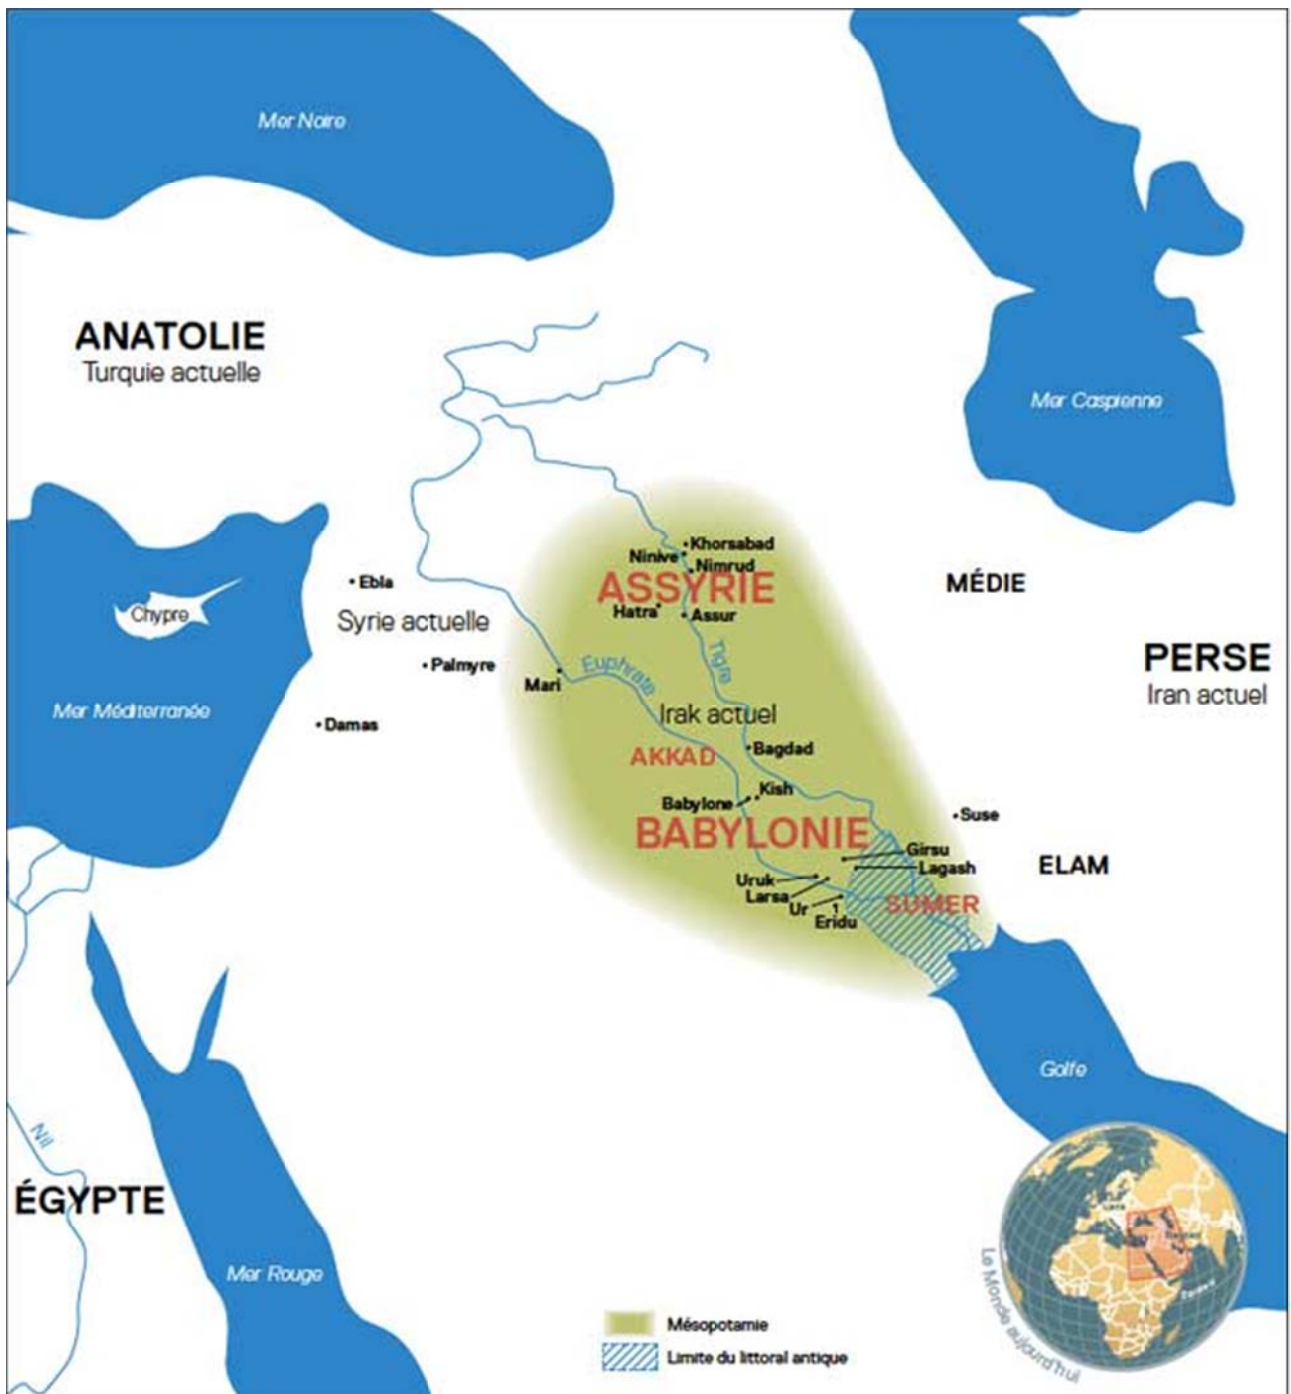 Mer Noire
ANATOLIE
Turquie actuelle
Mer Caspienne
Khorsabad
Ninive
Nimrud
ASSYRIE
MÉDIE
Ebla
Chypre
Hatra
Assur
Syrie actuelle
Tigre
PERSE
Iran actuel
Palmyre
Euphrate
Mari
Mer Méditerranée
Irak actuel
Damas
Bagdad
AKKAD
Kish
Babylone
Suse
BABYLONIE
Girsu
ELAM
Lagash
Uruk
Larsa
SUMER
Ur
Eridu
Golfe
Nil
ÉGYPTE
Mer Rouge
Le Monde aujourd'hui
Mésopotamie
Limite du littoral antique